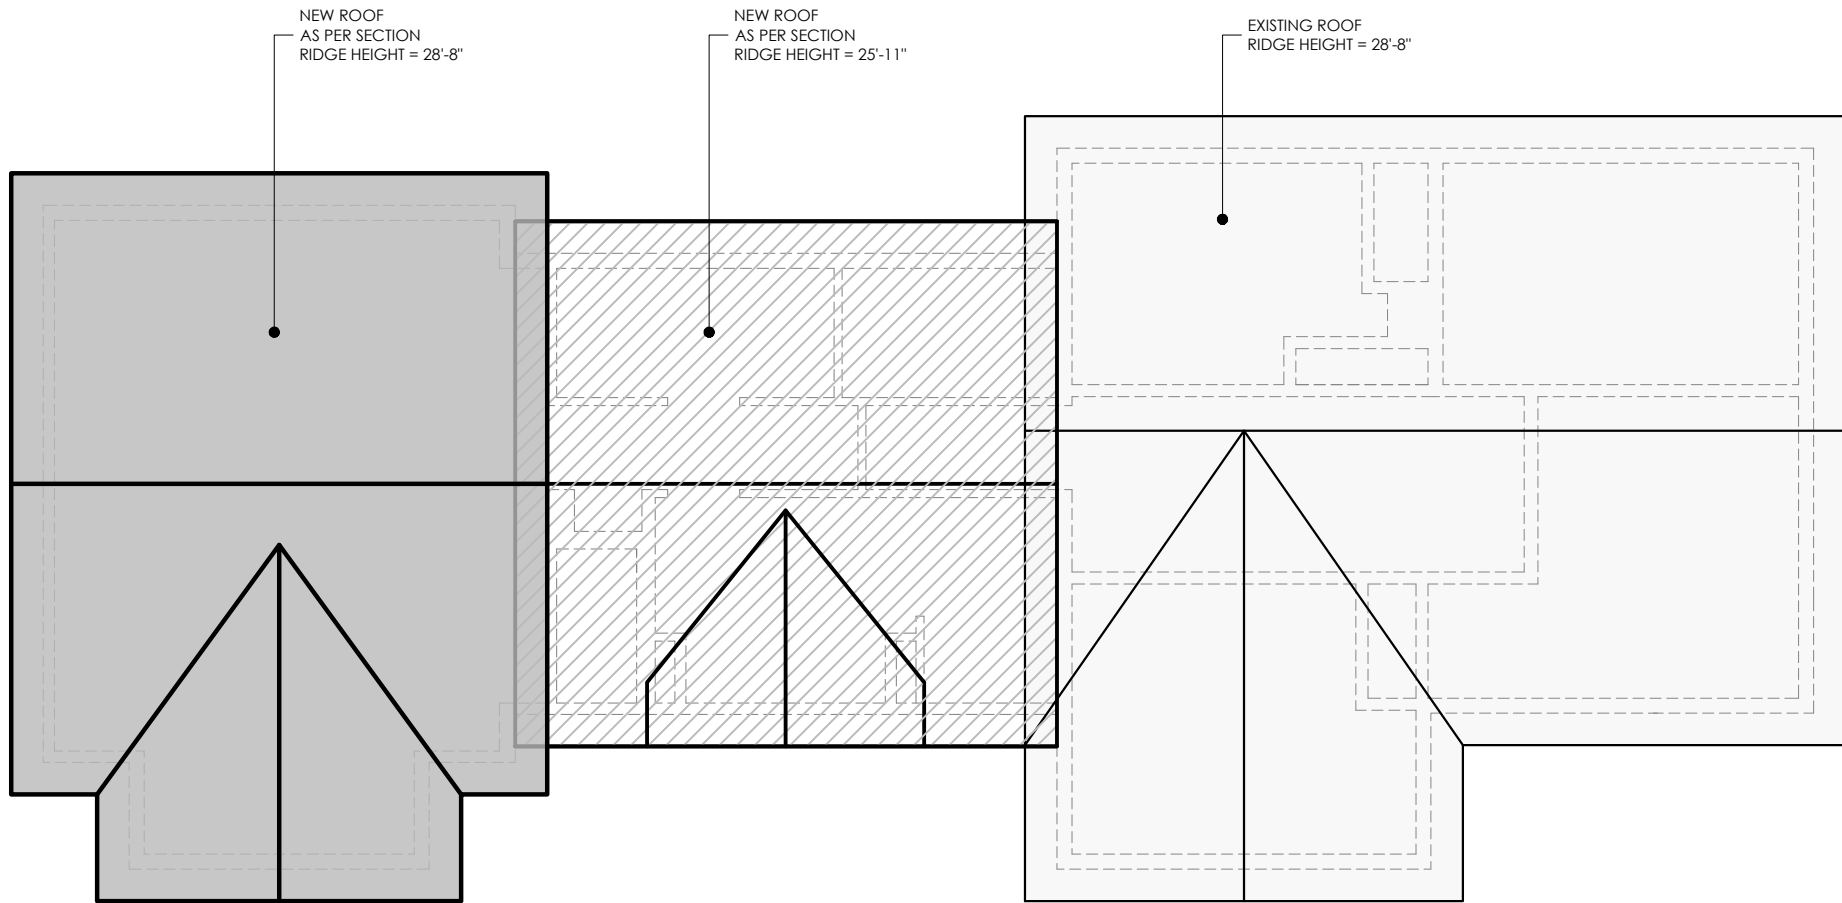 NEW ROOF
AS PER SECTION
RIDGE HEIGHT = 28'-8"
NEW ROOF
AS PER SECTION
RIDGE HEIGHT = 25'-11"
EXISTING ROOF
RIDGE HEIGHT = 28'-8"